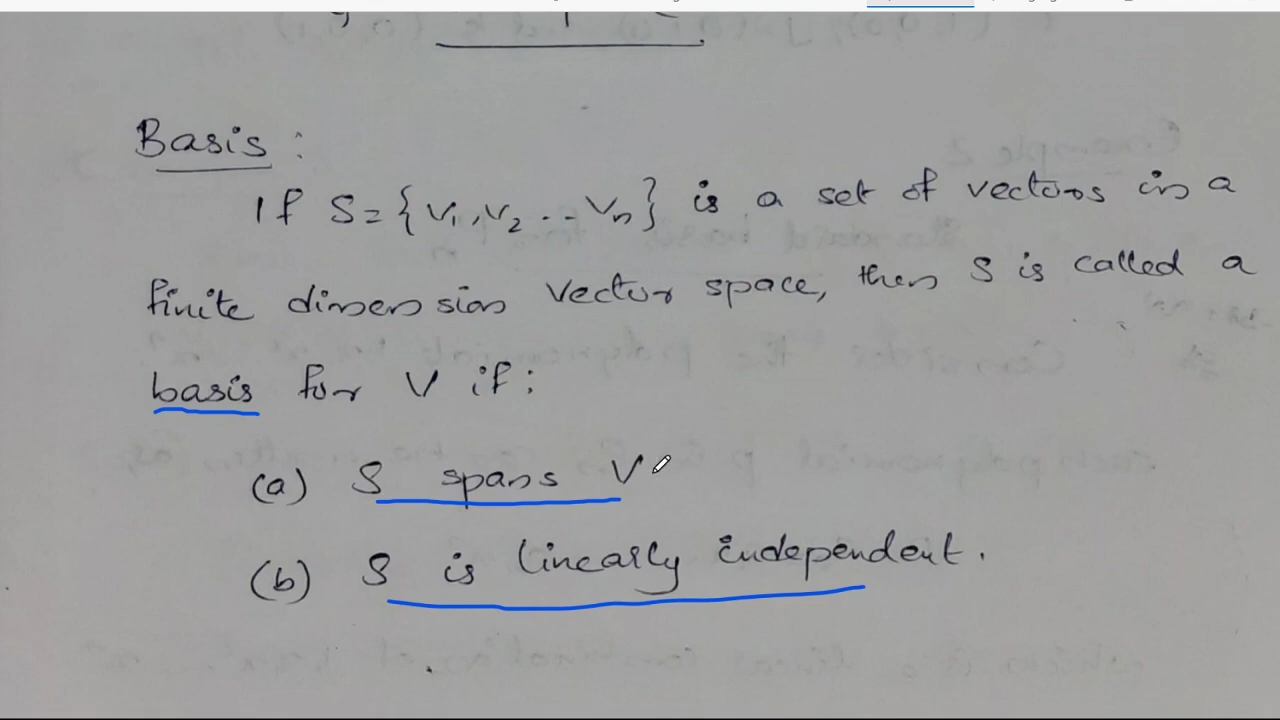 Basis :
If S = {v₁, v₂ .. vₙ} is a set of vectors in a
finite dimension vector space, then S is called a
basis for V if :
(a) S spans V
(b) S is linearly independent.